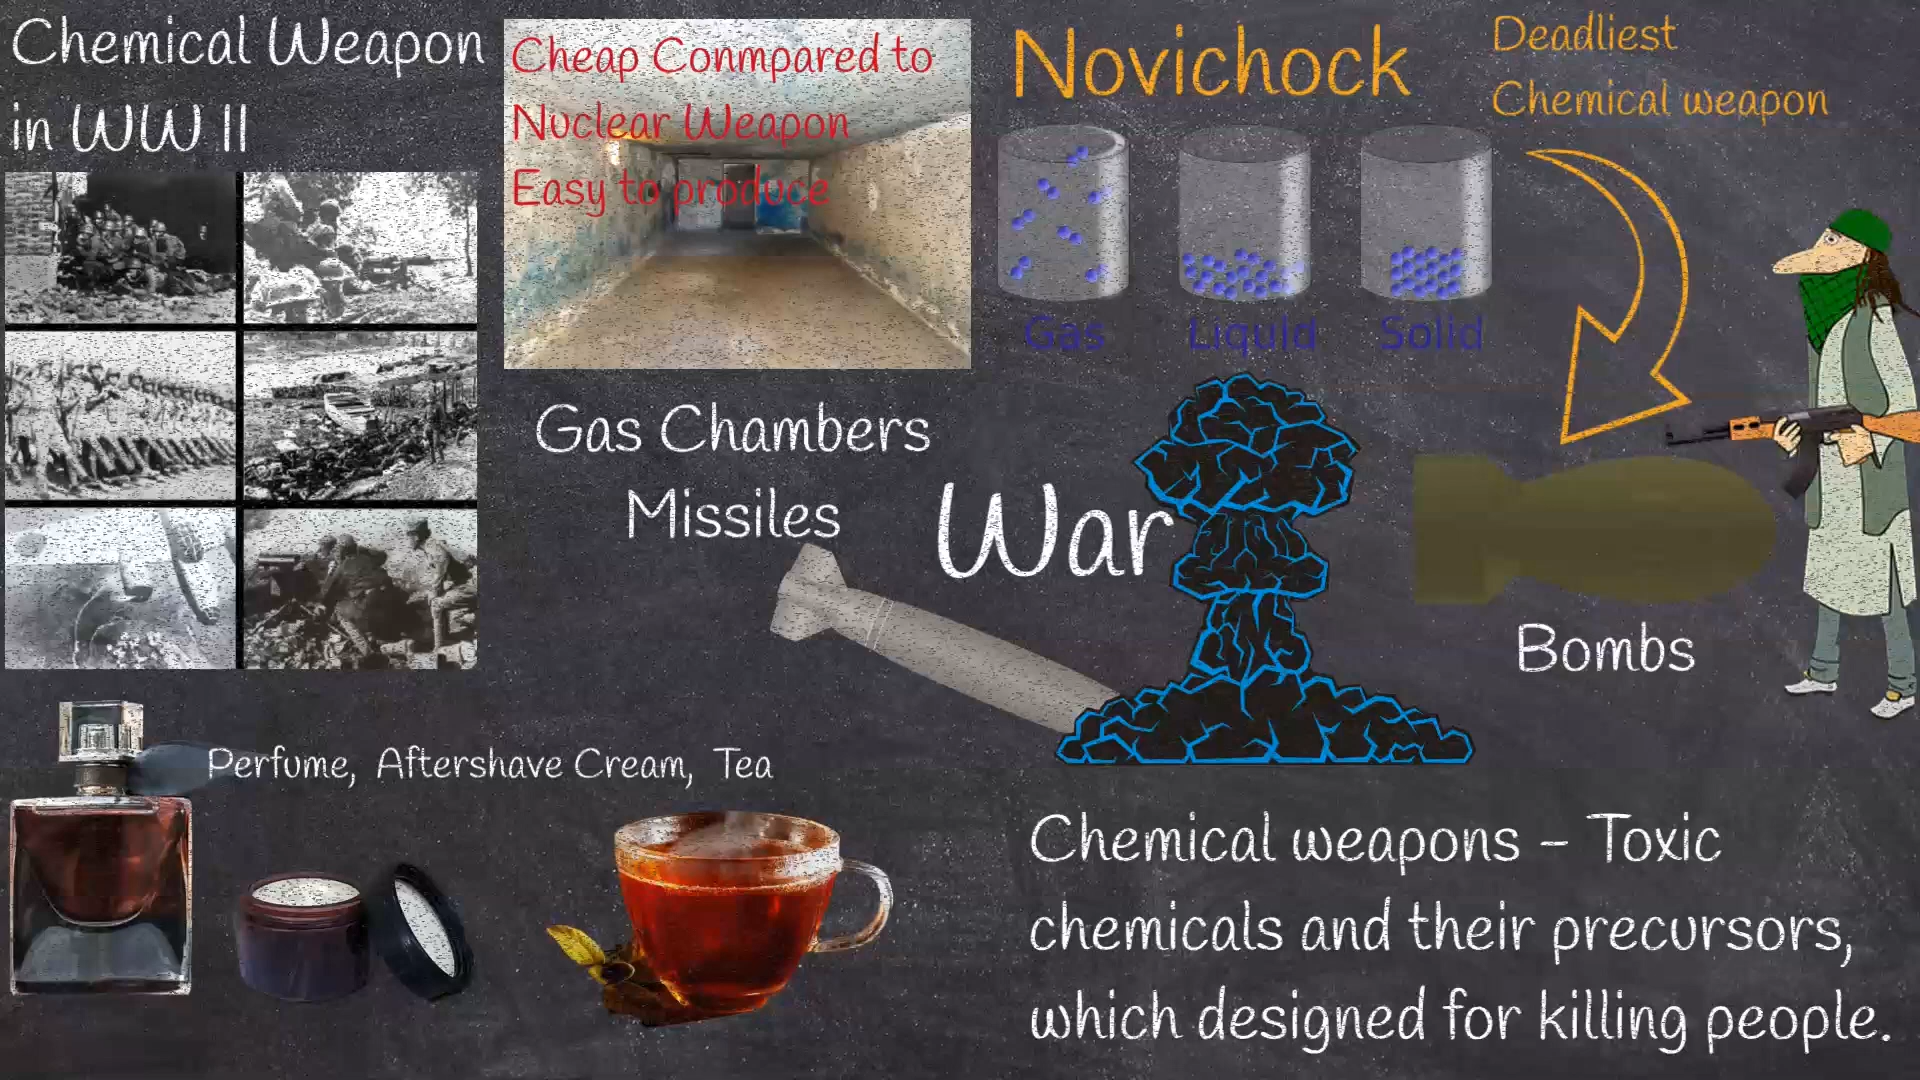 Chemical Weapon
in WW II
Cheap Conmpared to
Nuclear Weapon
Easy to produce
Novichock
Deadliest
Chemical weapon
Gas
Liquid
Solid
Gas Chambers
Missiles
War
Bombs
Perfume, Aftershave Cream, Tea
Chemical weapons – Toxic
chemicals and their precursors,
which designed for killing people.